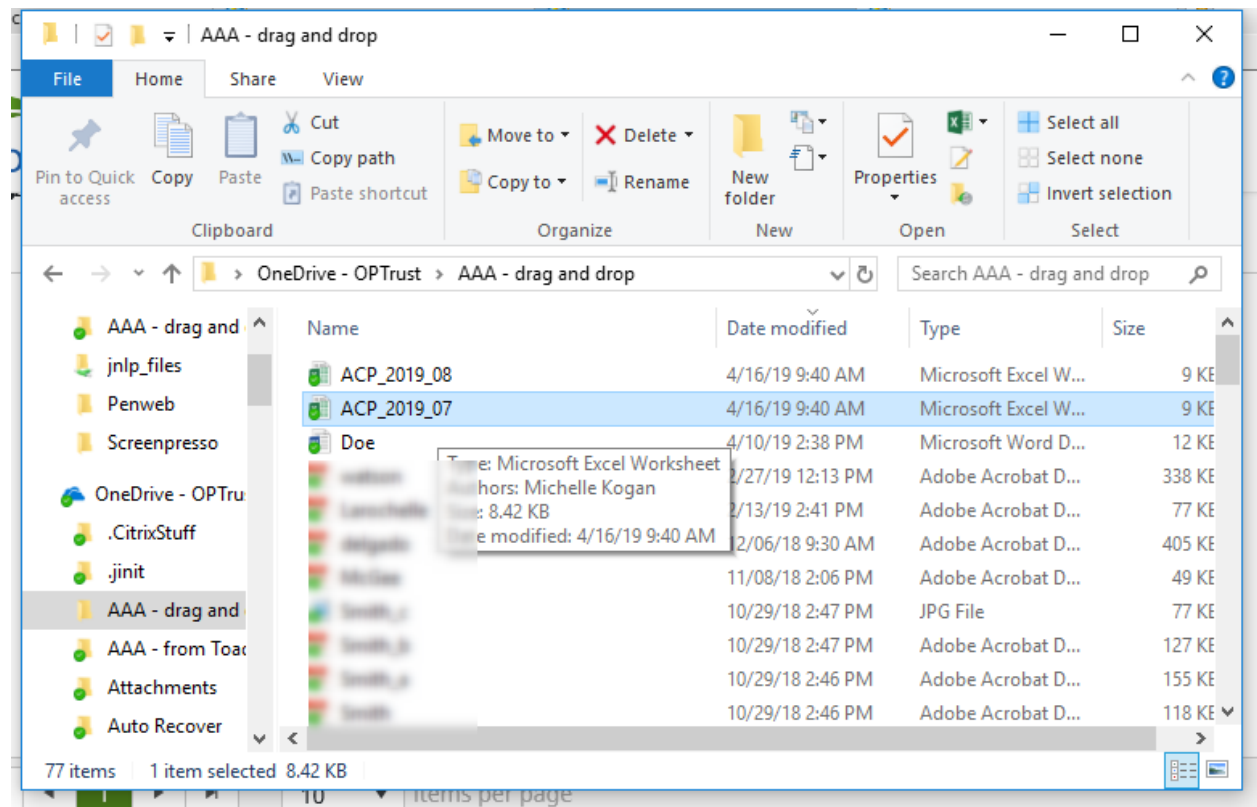 AAA - drag and drop
File Home Share View
Pin to Quick access
Copy
Paste
Cut
Copy path
Paste shortcut
Clipboard
Move to
Copy to
Delete
Rename
Organize
New folder
New
Properties
Open
Select all
Select none
Invert selection
Select
OneDrive - OPTrust > AAA - drag and drop
Search AAA - drag and drop
AAA - drag and
jnlp_files
Penweb
Screenpresso
OneDrive - OPTru
.CitrixStuff
.jinit
AAA - drag and
AAA - from Toad
Attachments
Auto Recover
Name Date modified Type Size
ACP_2019_08 4/16/19 9:40 AM Microsoft Excel W... 9 KB
ACP_2019_07 4/16/19 9:40 AM Microsoft Excel W... 9 KB
Doe 4/10/19 2:38 PM Microsoft Word D... 12 KB
2/27/19 12:13 PM Adobe Acrobat D... 338 KB
2/13/19 2:41 PM Adobe Acrobat D... 77 KB
12/06/18 9:30 AM Adobe Acrobat D... 405 KB
11/08/18 2:06 PM Adobe Acrobat D... 49 KB
10/29/18 2:47 PM JPG File 77 KB
10/29/18 2:47 PM Adobe Acrobat D... 127 KB
10/29/18 2:46 PM Adobe Acrobat D... 155 KB
10/29/18 2:46 PM Adobe Acrobat D... 118 KB
Type: Microsoft Excel Worksheet
Authors: Michelle Kogan
Size: 8.42 KB
Date modified: 4/16/19 9:40 AM
77 items 1 item selected 8.42 KB
1 10 items per page